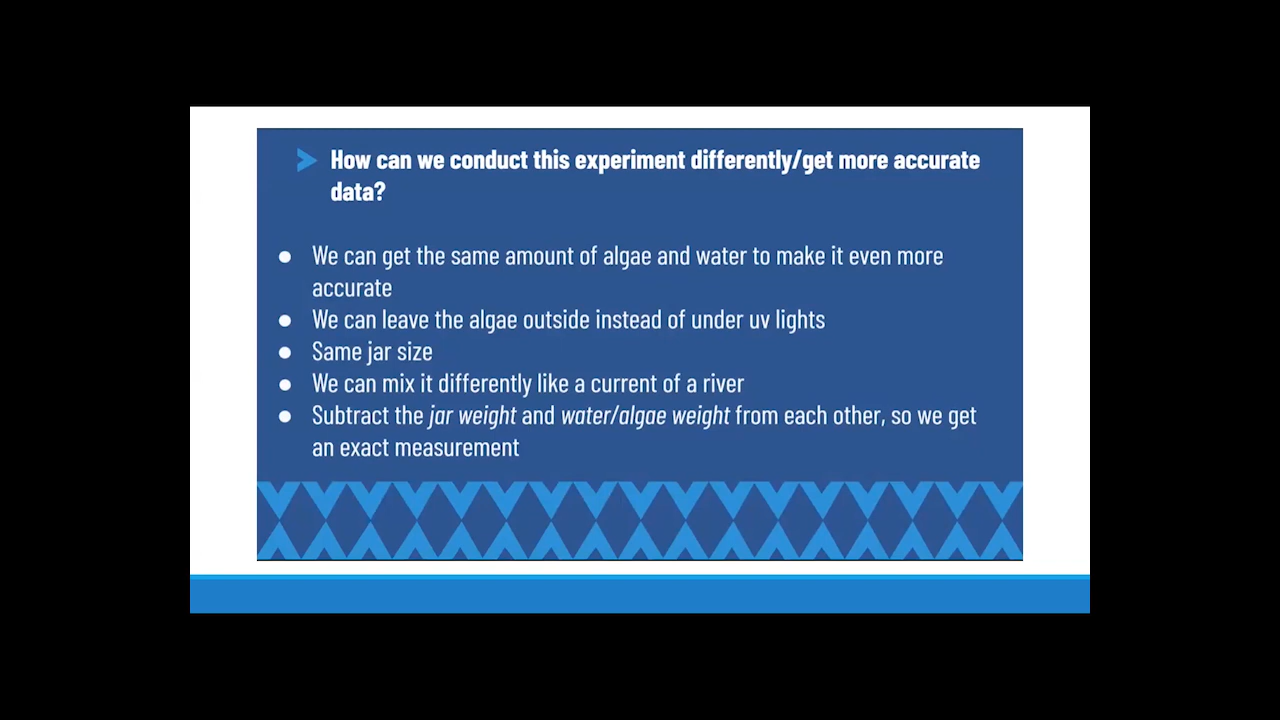 How can we conduct this experiment differently/get more accurate
data?
● We can get the same amount of algae and water to make it even more
accurate
● We can leave the algae outside instead of under uv lights
● Same jar size
● We can mix it differently like a current of a river
● Subtract the jar weight and water/algae weight from each other, so we get
an exact measurement